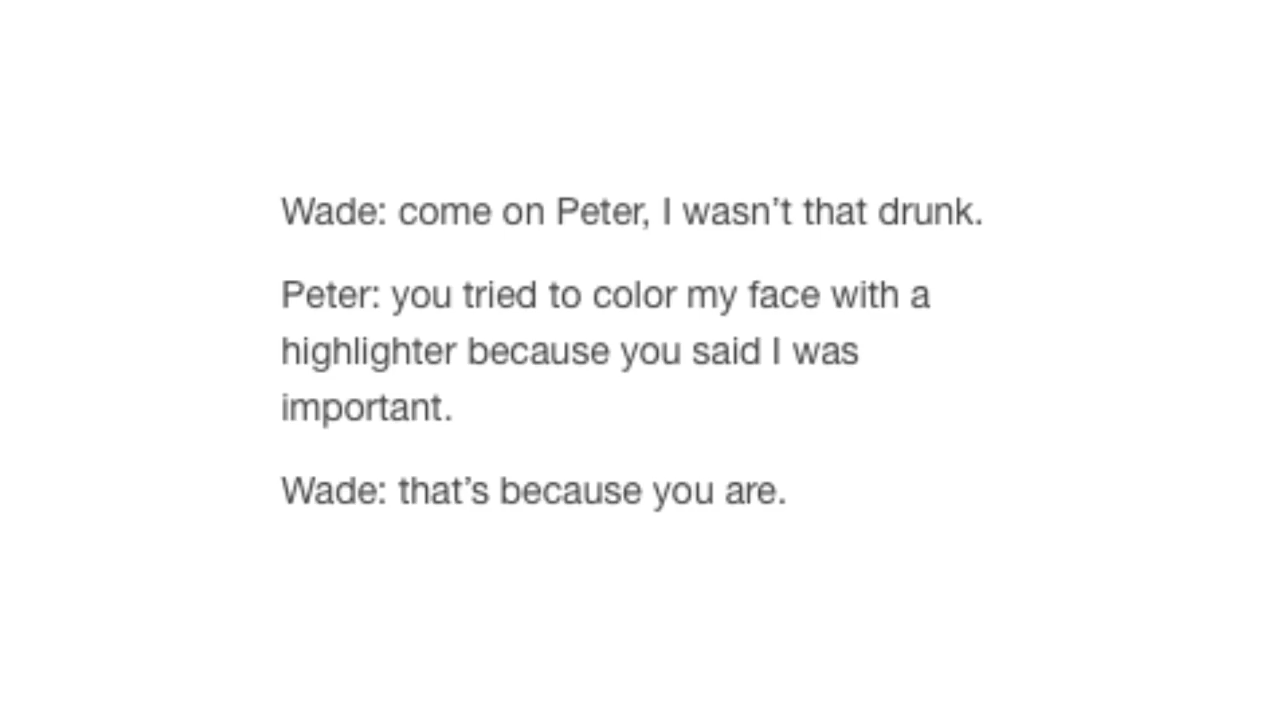 Wade: come on Peter, I wasn’t that drunk.
Peter: you tried to color my face with a
highlighter because you said I was
important.
Wade: that’s because you are.